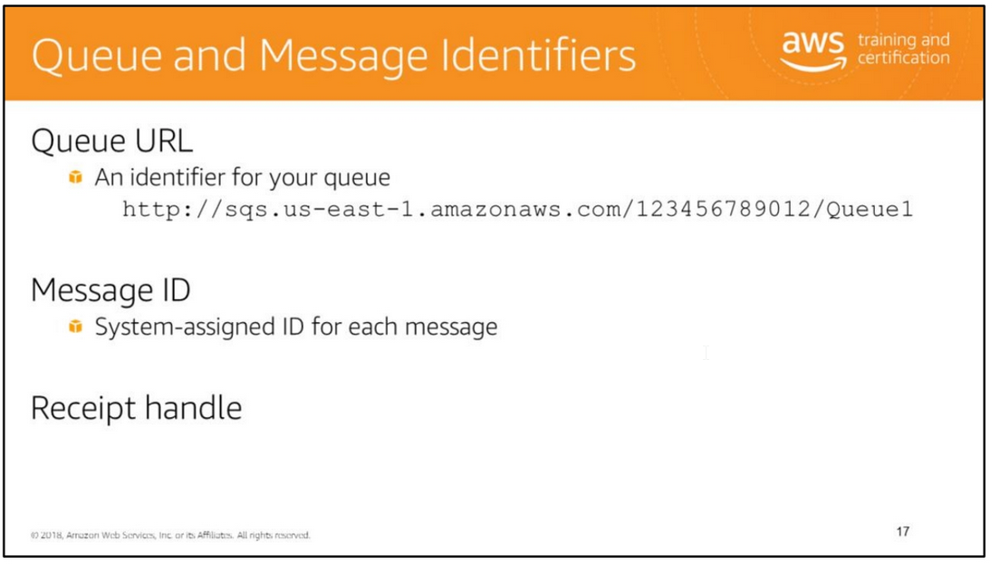 Queue and Message Identifiers
aws training and
certification
Queue URL
An identifier for your queue
http://sqs.us-east-1.amazonaws.com/123456789012/Queue1
Message ID
System-assigned ID for each message
Receipt handle
© 2018, Amazon Web Services, Inc. or its Affiliates. All rights reserved.
17